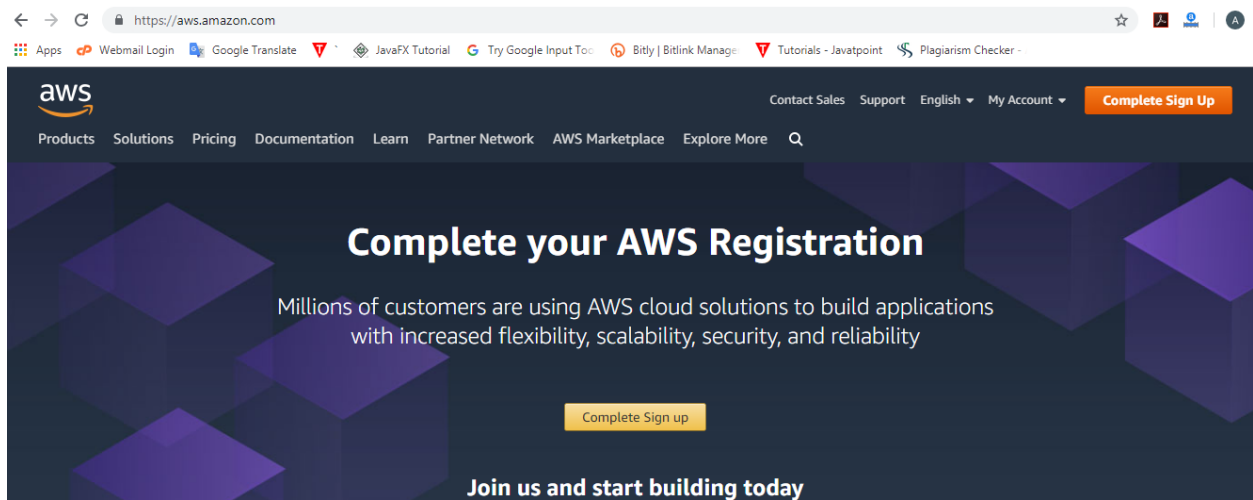 https://aws.amazon.com
A
Apps cP Webmail Login Google Translate ` JavaFX Tutorial G Try Google Input Too Bitly | Bitlink Manage Tutorials - Javatpoint Plagiarism Checker -
aws
Contact Sales Support English My Account Complete Sign Up
Products Solutions Pricing Documentation Learn Partner Network AWS Marketplace Explore More
Complete your AWS Registration
Millions of customers are using AWS cloud solutions to build applications
with increased flexibility, scalability, security, and reliability
Complete Sign up
Join us and start building today